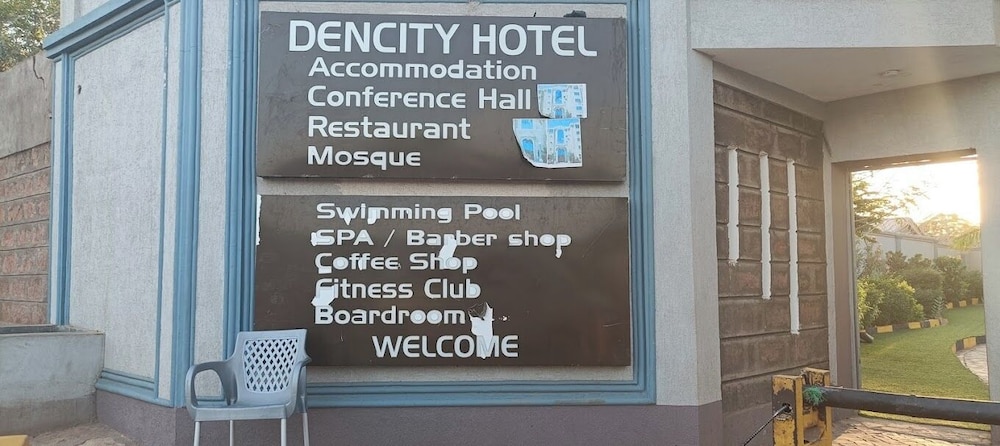 DENCITY HOTEL
Accommodation
Conference Hall
Restaurant
Mosque
Swimming Pool
SPA / Barber shop
Coffee Shop
Fitness Club
Boardroom
WELCOME